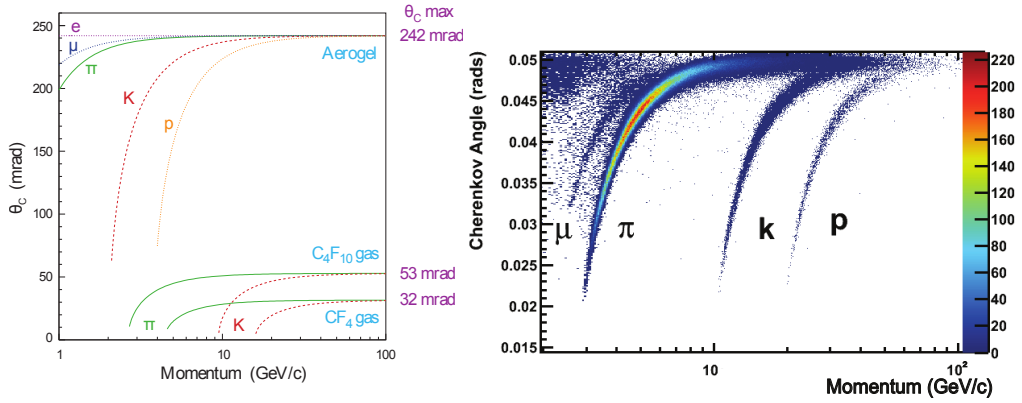 θC max
250
e
242 mrad
μ
Aerogel
π
200
K
p
150
θC (mrad)
100
C4F10 gas
50
53 mrad
32 mrad
π
K
CF4 gas
0
1
10
100
Momentum (GeV/c)
0.05
0.045
0.04
0.035
0.03
0.025
0.02
0.015
Cherenkov Angle (rads)
μ
π
k
p
10
10²
Momentum (GeV/c)
220
200
180
160
140
120
100
80
60
40
20
0